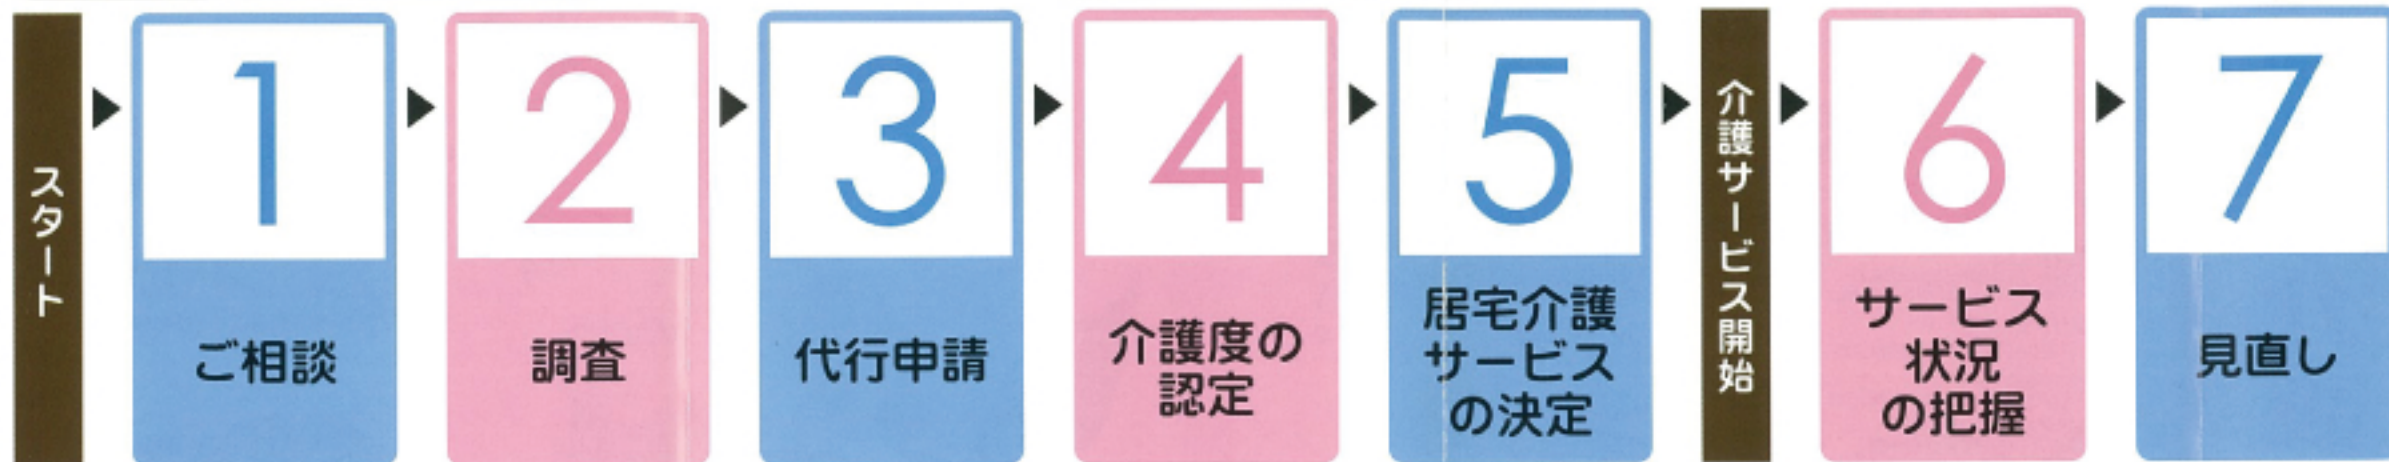 スタート
1
ご相談
2
調査
3
代行申請
4
介護度の
認定
5
居宅介護
サービス
の決定
介護サービス開始
6
サービス
状況
の把握
7
見直し